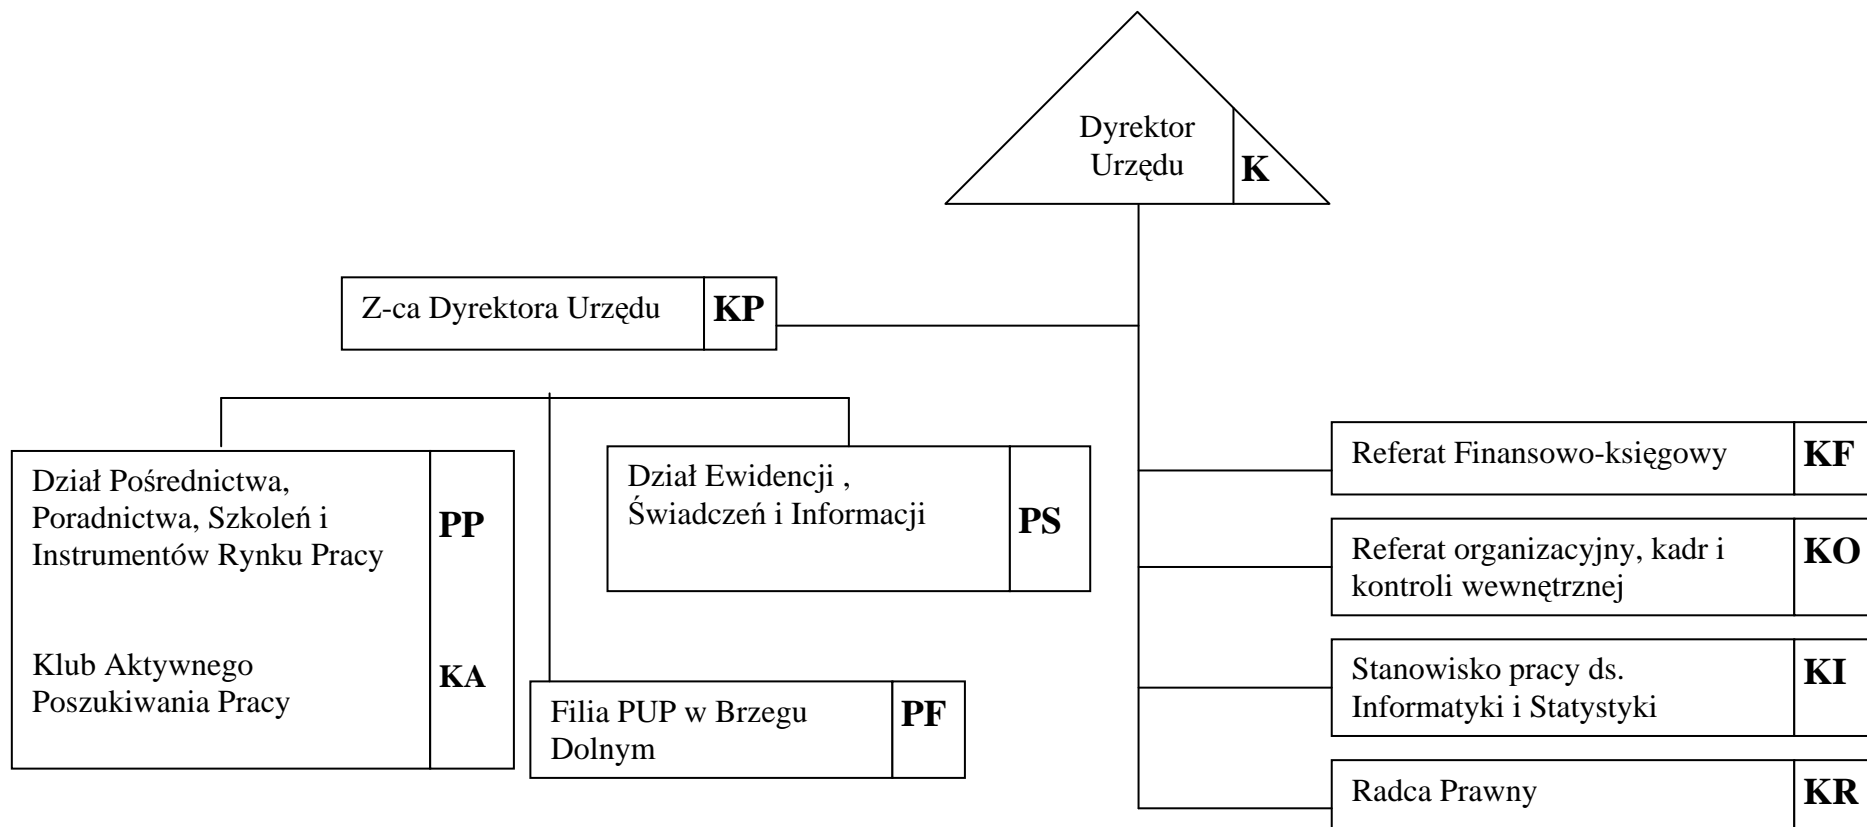 Dyrektor
Urzędu
K
Z-ca Dyrektora Urzędu
KP
Dział Pośrednictwa,
Poradnictwa, Szkoleń i
Instrumentów Rynku Pracy
PP
Klub Aktywnego
Poszukiwania Pracy
KA
Dział Ewidencji ,
Świadczeń i Informacji
PS
Filia PUP w Brzegu
Dolnym
PF
Referat Finansowo-księgowy
KF
Referat organizacyjny, kadr i
kontroli wewnętrznej
KO
Stanowisko pracy ds.
Informatyki i Statystyki
KI
Radca Prawny
KR